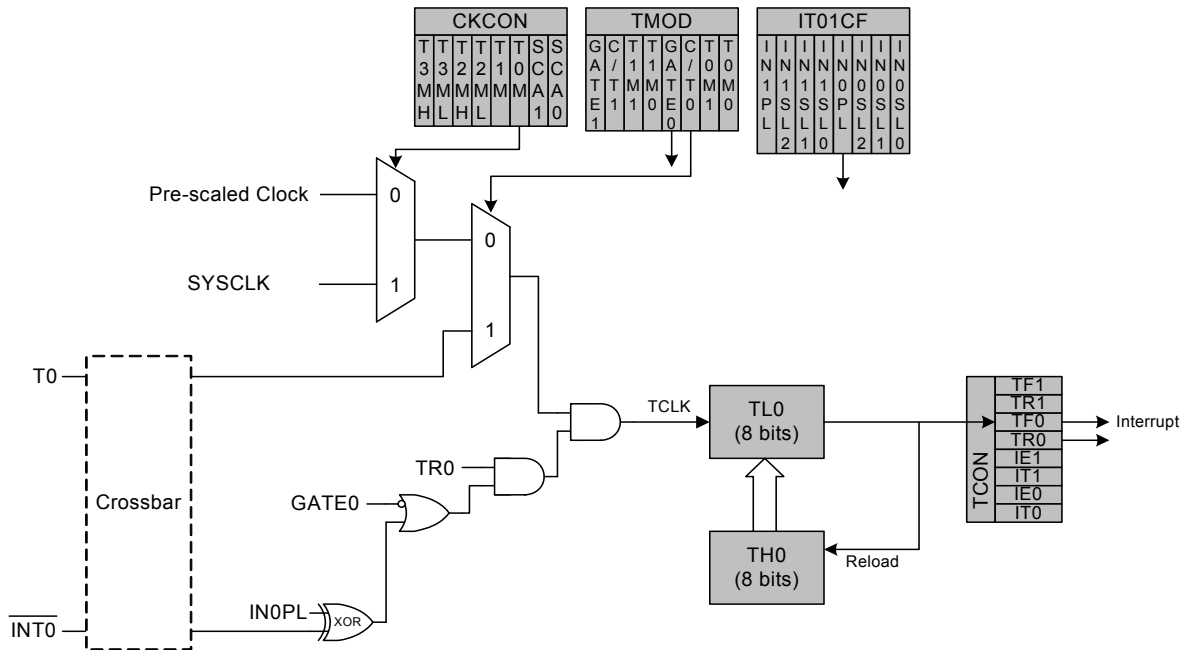 CKCON
T3MH T3ML T2MH T2ML T1M T0M SCA1 SCA0
TMOD
GATE1 C/T1 T1M1 T1M0 GATE0 C/T0 T0M1 T0M0
IT01CF
IN1PL IN1SL2 IN1SL1 IN1SL0 IN0PL IN0SL2 IN0SL1 IN0SL0
Pre-scaled Clock
0
SYSCLK
1
0
1
T0
Crossbar
INT0
TR0
GATE0
IN0PL
XOR
TCLK
TL0
(8 bits)
TH0
(8 bits)
Reload
TCON
TF1
TR1
TF0
TR0
IE1
IT1
IE0
IT0
Interrupt